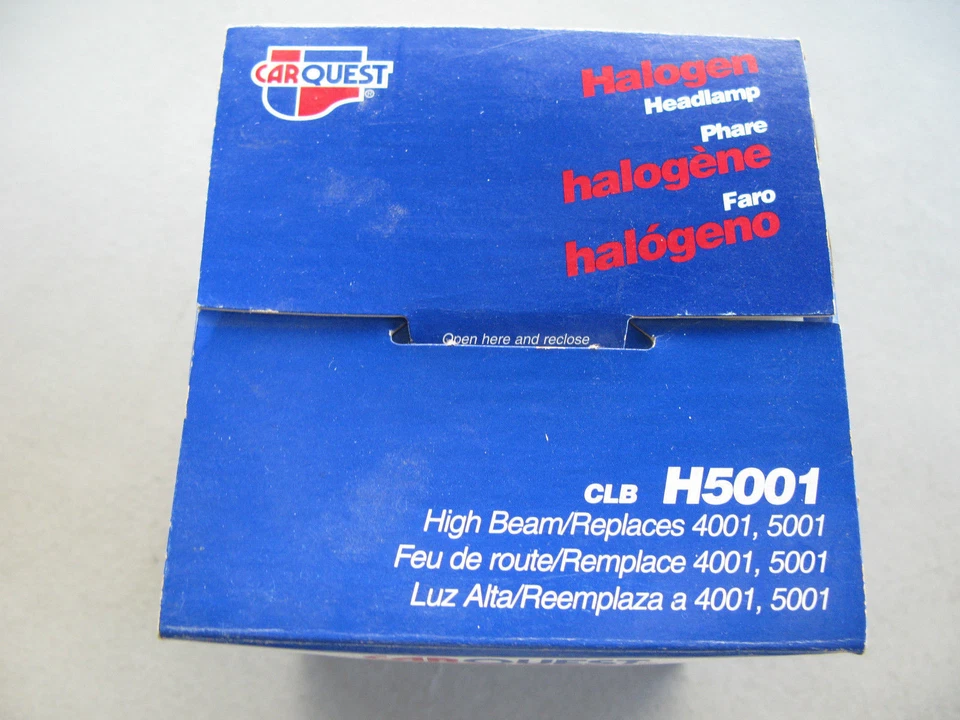 CARQUEST®
Halogen
Headlamp
Phare
halogène
Faro
halógeno
Open here and reclose
CLB H5001
High Beam/Replaces 4001, 5001
Feu de route/Remplace 4001, 5001
Luz Alta/Reemplaza a 4001, 5001
CARQUEST